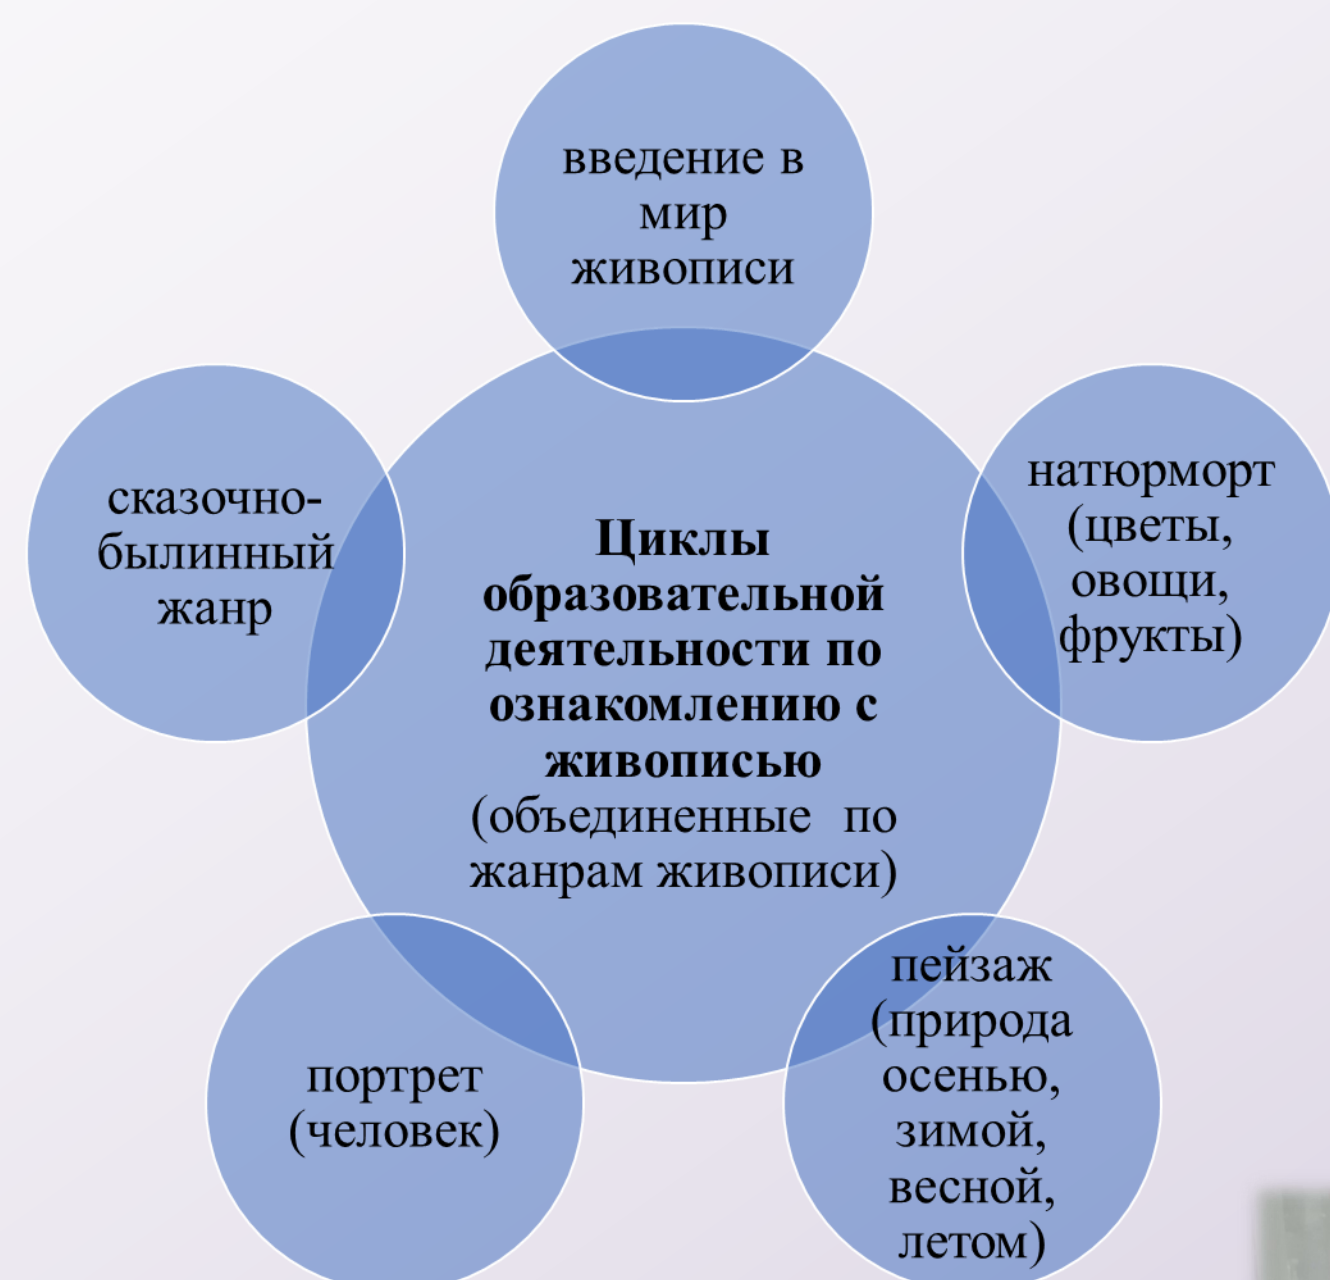 введение в
мир
живописи
натюрморт
(цветы,
овощи,
фрукты)
пейзаж
(природа
осенью,
зимой,
весной,
летом)
портрет
(человек)
сказочно-
былинный
жанр
Циклы
образовательной
деятельности по
ознакомлению с
живописью
(объединенные по
жанрам живописи)